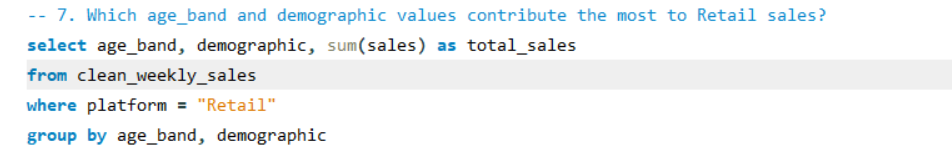 -- 7. Which age_band and demographic values contribute the most to Retail sales?
select age_band, demographic, sum(sales) as total_sales
from clean_weekly_sales
where platform = "Retail"
group by age_band, demographic